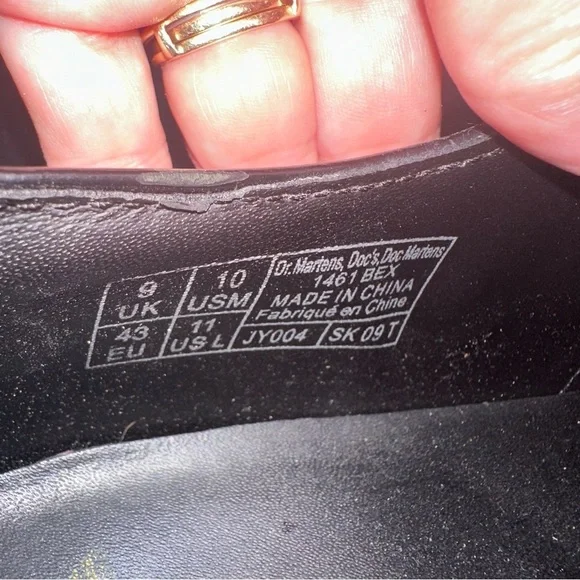 9 UK
10 USM
43 EU
11 US L
Dr. Martens, Doc's, Doc Martens
1461 BEX
MADE IN CHINA
Fabriqué en Chine
JY004
SK 09 T